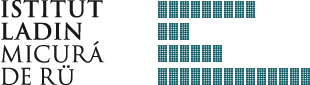 ISTITUT
LADIN
MICURÁ
DE RÜ